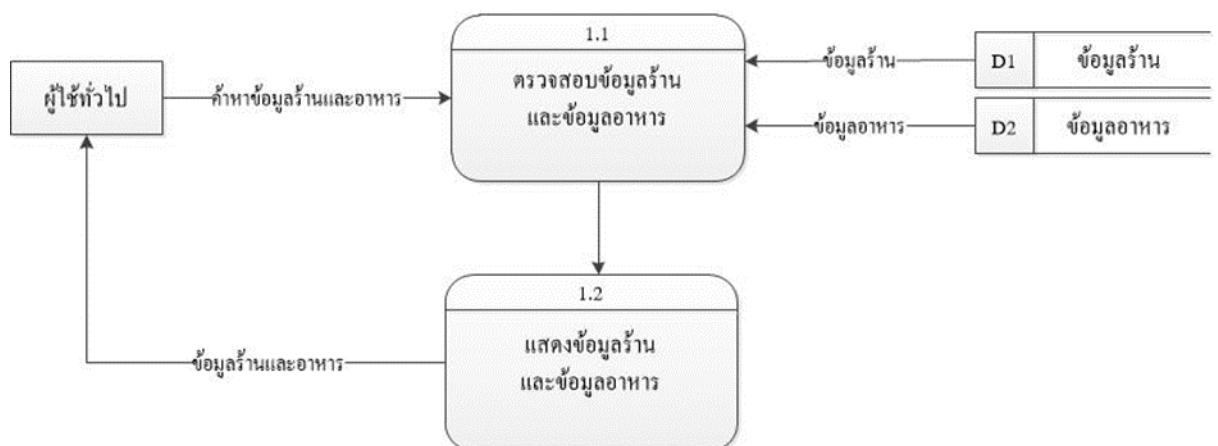 1.1
ตรวจสอบข้อมูลร้าน
และข้อมูลอาหาร
ผู้ใช้ทั่วไป
ค้าหาข้อมูลร้านและอาหาร
ข้อมูลร้าน
D1
ข้อมูลร้าน
ข้อมูลอาหาร
D2
ข้อมูลอาหาร
1.2
แสดงข้อมูลร้าน
และข้อมูลอาหาร
ข้อมูลร้านและอาหาร